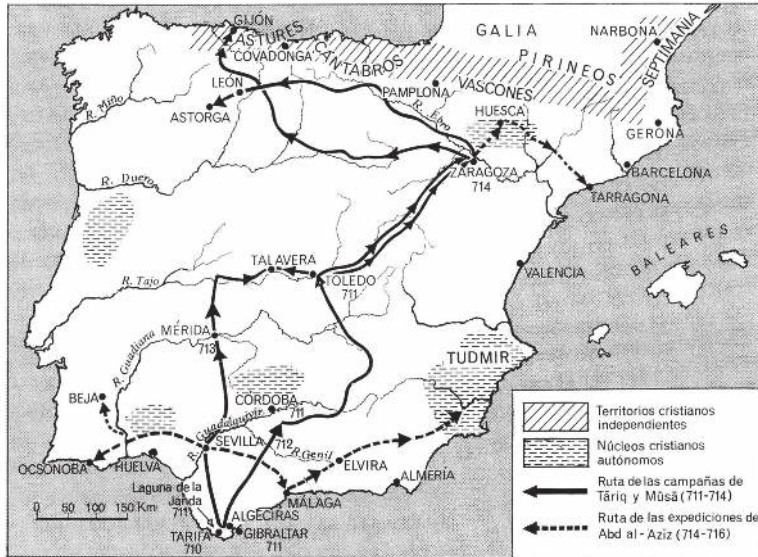 GIJÓN
ASTURES
COVADONGA
CÁNTABROS
GALIA
PIRINEOS
NARBONA
SEPTIMANIA
VASCONES
LEÓN
ASTORGA
PAMPLONA
R. Ebro
HUESCA
R. Miño
GERONA
ZARAGOZA
714
BARCELONA
TARRAGONA
R. Duero
TALAVERA
TOLEDO
711
R. Tajo
VALENCIA
BALEARES
MÉRIDA
713
R. Guadiana
TUDMIR
BEJA
CÓRDOBA
711
R. Guadalquivir
SEVILLA
712
R. Genil
ELVIRA
OCSÓNOBA
HUELVA
ALMERÍA
MÁLAGA
Laguna de la
Janda
711
ALGECIRAS
TARIFA
710
GIBRALTAR
711
0 50 100 150 Km
Territorios cristianos
independientes
Núcleos cristianos
autónomos
Ruta de las campañas de
Tāriq y Mūsā (711-714)
Ruta de las expediciones de
Abd al-Aziz (714-716)